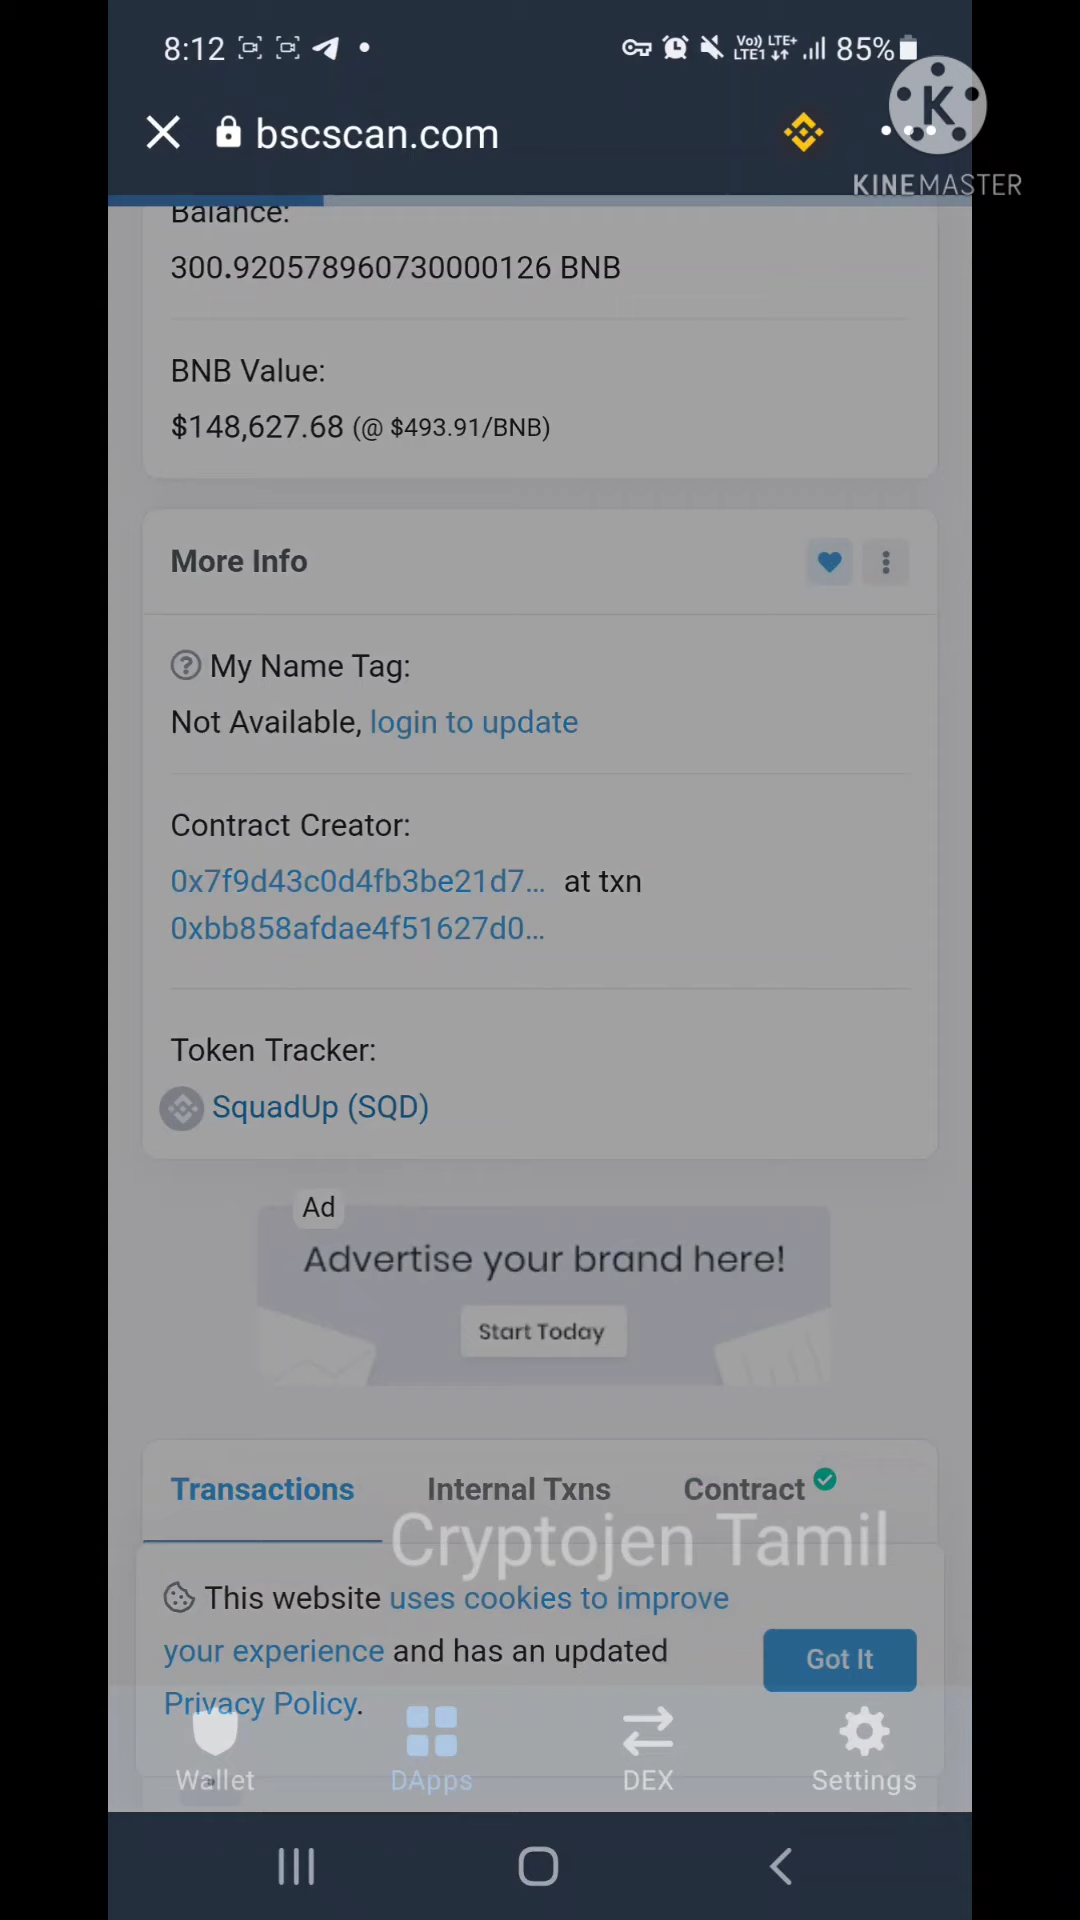 8:12
Vo)) LTE+
LTE1
85%
bscscan.com
K
KINEMASTER
Balance:
300.920578960730000126 BNB
BNB Value:
$148,627.68 (@ $493.91/BNB)
More Info
My Name Tag:
Not Available, login to update
Contract Creator:
0x7f9d43c0d4fb3be21d7... at txn
0xbb858afdae4f51627d0...
Token Tracker:
SquadUp (SQD)
Ad
Advertise your brand here!
Start Today
Transactions
Internal Txns
Contract
Cryptojen Tamil
This website uses cookies to improve
your experience and has an updated
Privacy Policy.
Got It
Wallet
DApps
DEX
Settings